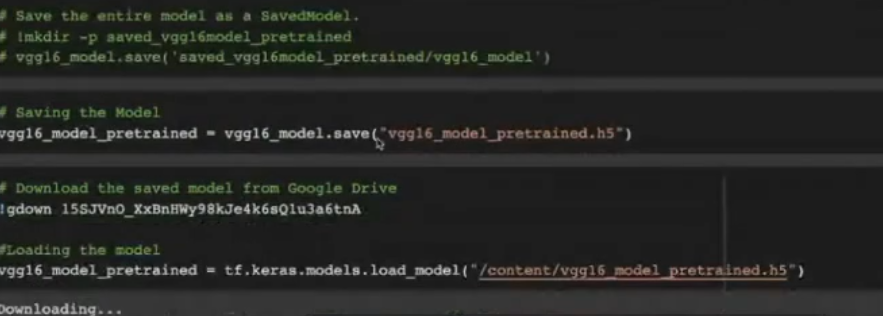 # Save the entire model as a SavedModel.
# !mkdir -p saved_vgg16model_pretrained
# vgg16_model.save('saved_vgg16model_pretrained/vgg16_model')
# Saving the Model
vgg16_model_pretrained = vgg16_model.save("vgg16_model_pretrained.h5")
# Download the saved model from Google Drive
!gdown 15SJVnO_XxBnHWy98kJe4k6sQ1u3a6tnA
#Loading the model
vgg16_model_pretrained = tf.keras.models.load_model("/content/vgg16_model_pretrained.h5")
Downloading...